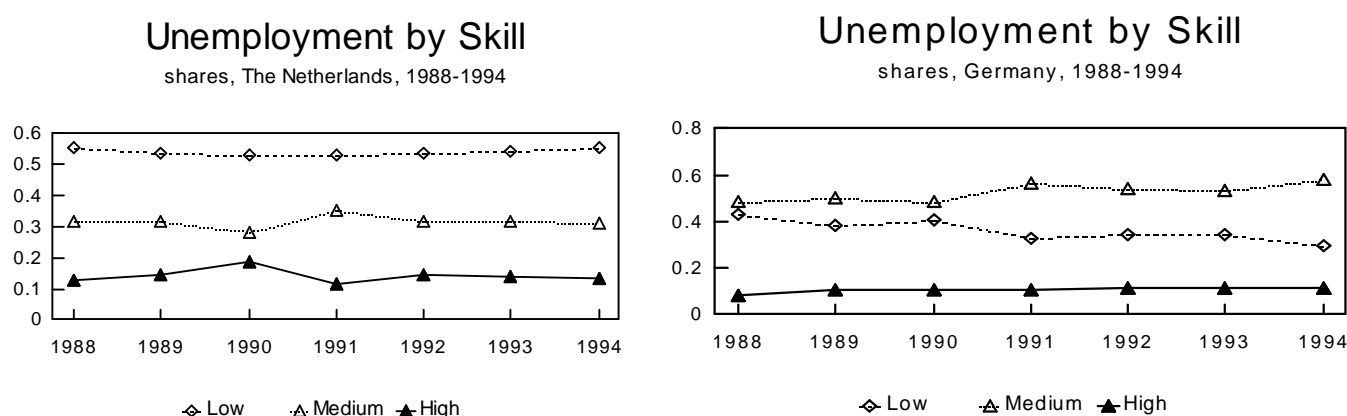 Unemployment by Skill
shares, The Netherlands, 1988-1994
0.6
0.5
0.4
0.3
0.2
0.1
0
1988 1989 1990 1991 1992 1993 1994
Low Medium High
Unemployment by Skill
shares, Germany, 1988-1994
0.8
0.6
0.4
0.2
0
1988 1989 1990 1991 1992 1993 1994
Low Medium High